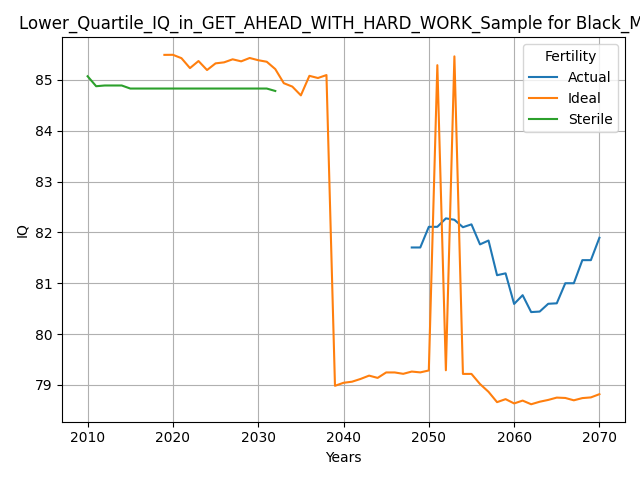 Lower_Quartile_IQ_in_GET_AHEAD_WITH_HARD_WORK_Sample for Black_M
Fertility
Actual
Ideal
Sterile
IQ
85
84
83
82
81
80
79
2010 2020 2030 2040 2050 2060 2070
Years